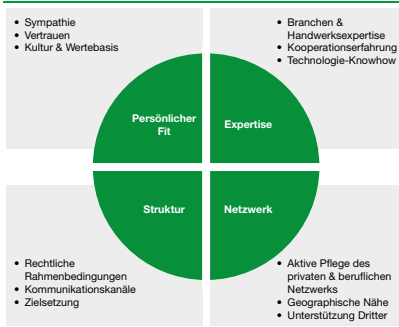 • Sympathie
• Vertrauen
• Kultur & Wertebasis
• Branchen &
Handwerksexpertise
• Kooperationserfahrung
• Technologie-Knowhow
Persönlicher
Fit
Expertise
Struktur
Netzwerk
• Rechtliche
Rahmenbedingungen
• Kommunikationskanäle
• Zielsetzung
• Aktive Pflege des
privaten & beruflichen
Netzwerks
• Geographische Nähe
• Unterstützung Dritter